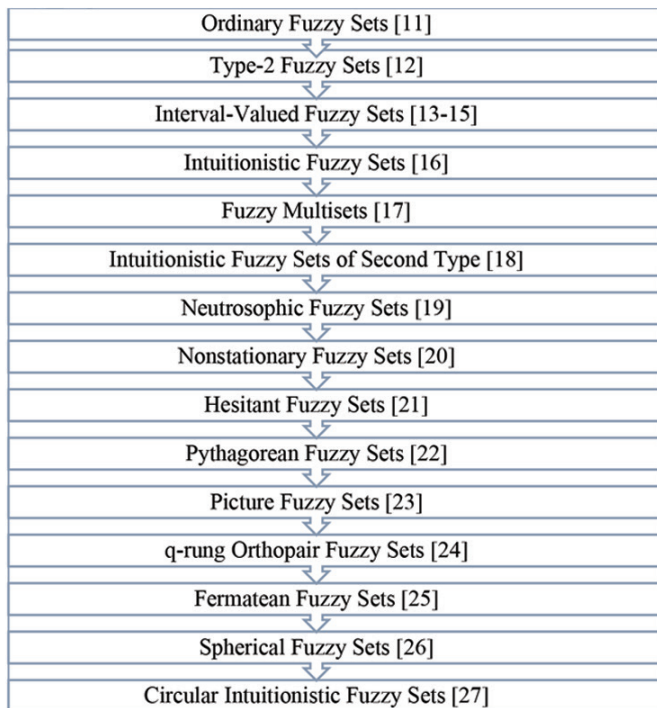 Ordinary Fuzzy Sets [11]
Type-2 Fuzzy Sets [12]
Interval-Valued Fuzzy Sets [13-15]
Intuitionistic Fuzzy Sets [16]
Fuzzy Multisets [17]
Intuitionistic Fuzzy Sets of Second Type [18]
Neutrosophic Fuzzy Sets [19]
Nonstationary Fuzzy Sets [20]
Hesitant Fuzzy Sets [21]
Pythagorean Fuzzy Sets [22]
Picture Fuzzy Sets [23]
q-rung Orthopair Fuzzy Sets [24]
Fermatean Fuzzy Sets [25]
Spherical Fuzzy Sets [26]
Circular Intuitionistic Fuzzy Sets [27]